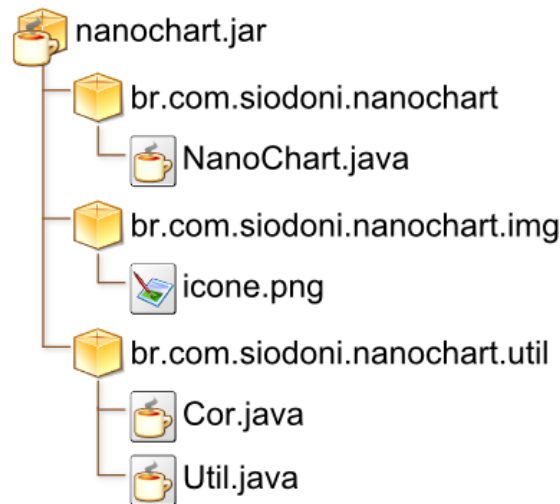 nanochart.jar
br.com.siodoni.nanochart
NanoChart.java
br.com.siodoni.nanochart.img
icone.png
br.com.siodoni.nanochart.util
Cor.java
Util.java